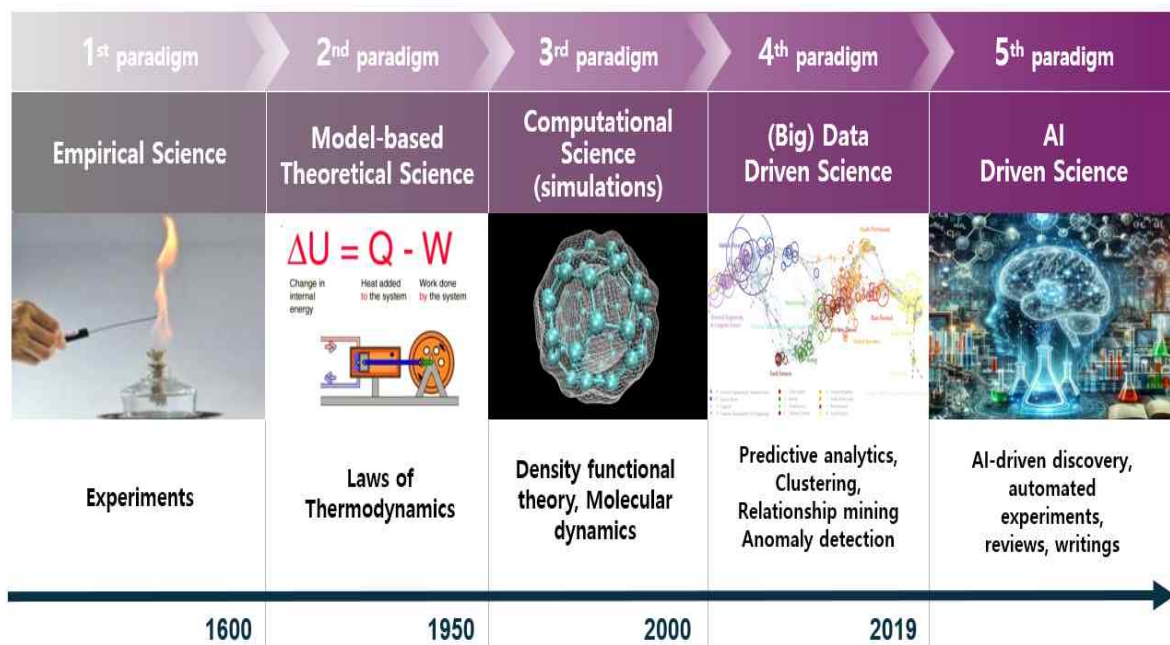 1st paradigm
2nd paradigm
3rd paradigm
4th paradigm
5th paradigm
Empirical Science
Model-based
Theoretical Science
Computational
Science
(simulations)
(Big) Data
Driven Science
AI
Driven Science
ΔU = Q - W
Change in
internal
energy
Heat added
to the system
Work done
by the system
Experiments
Laws of
Thermodynamics
Density functional
theory, Molecular
dynamics
Predictive analytics,
Clustering,
Relationship mining
Anomaly detection
AI-driven discovery,
automated
experiments,
reviews, writings
1600
1950
2000
2019